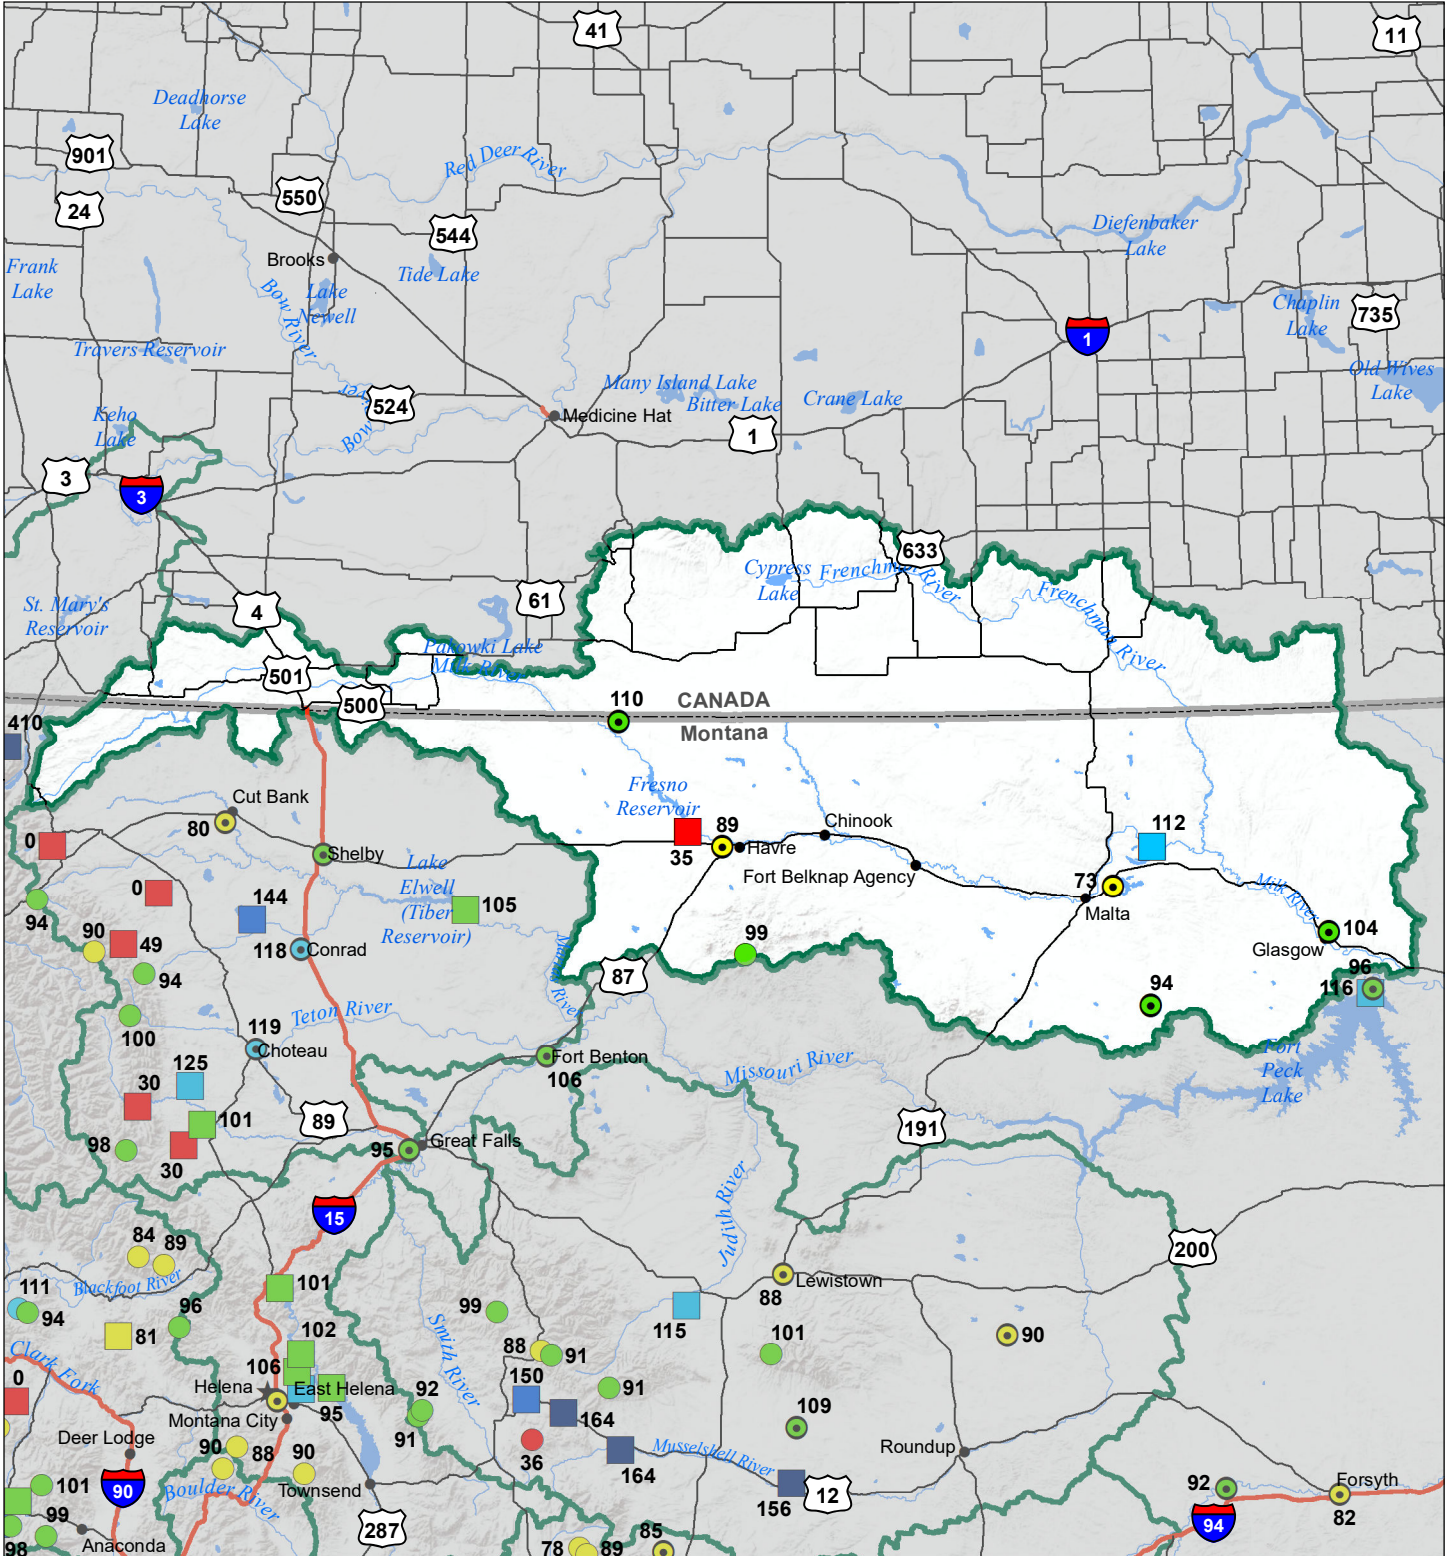 41
11
Deadhorse
Lake
901
Red Deer River
550
24
544
Diefenbaker
Lake
Brooks
Frank
Lake
Tide Lake
Bow River
Lake
Newell
Chaplin
Lake
735
1
Travers Reservoir
Old Wives
Lake
Many Island Lake
Bitter Lake
Crane Lake
524
Keho
Lake
Medicine Hat
Bow
1
3
3
633
Cypress
Lake
Frenchman River
Frenchman River
61
4
St. Mary's
Reservoir
Pakowki Lake
Milk River
501
500
110
CANADA
Montana
410
Fresno
Reservoir
Cut Bank
80
89
35
Havre
Chinook
112
0
Shelby
Lake
Elwell
(Tiber
Reservoir)
Fort Belknap Agency
73
Malta
Milk River
0
144
105
94
90
49
118
Conrad
99
104
Glasgow
94
87
96
116
94
100
Teton River
Marias River
119
Choteau
Fort Benton
106
Missouri River
Fort
Peck
Lake
125
30
101
89
191
98
30
95
Great Falls
Judith River
15
84
89
200
Blackfoot River
111
94
101
99
Lewistown
88
96
81
115
102
88
91
101
90
Clark Fork
106
Smith River
0
Helena
East Helena
95
150
91
92
164
109
Montana City
91
36
Musselshell River
164
Roundup
Deer Lodge
90
88
90
156
12
101
90
Boulder River
Townsend
92
Forsyth
99
287
94
82
98
Anaconda
78
89
85